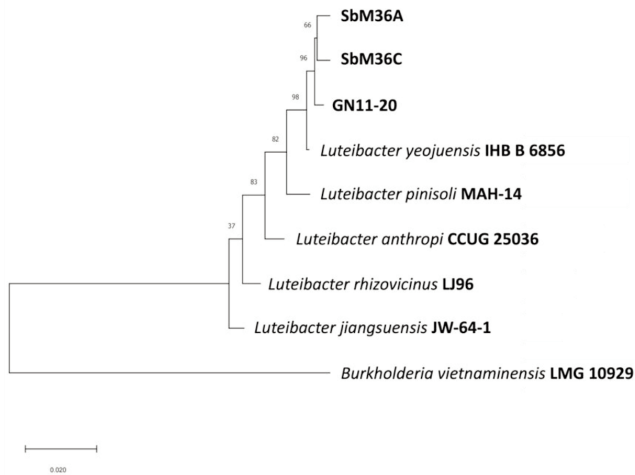 66
SbM36A
96
SbM36C
98
GN11-20
82
Luteibacter yeojuensis IHB B 6856
83
Luteibacter pinisoli MAH-14
37
Luteibacter anthropi CCUG 25036
Luteibacter rhizovicinus LJ96
Luteibacter jiangsuensis JW-64-1
Burkholderia vietnaminensis LMG 10929
0.020